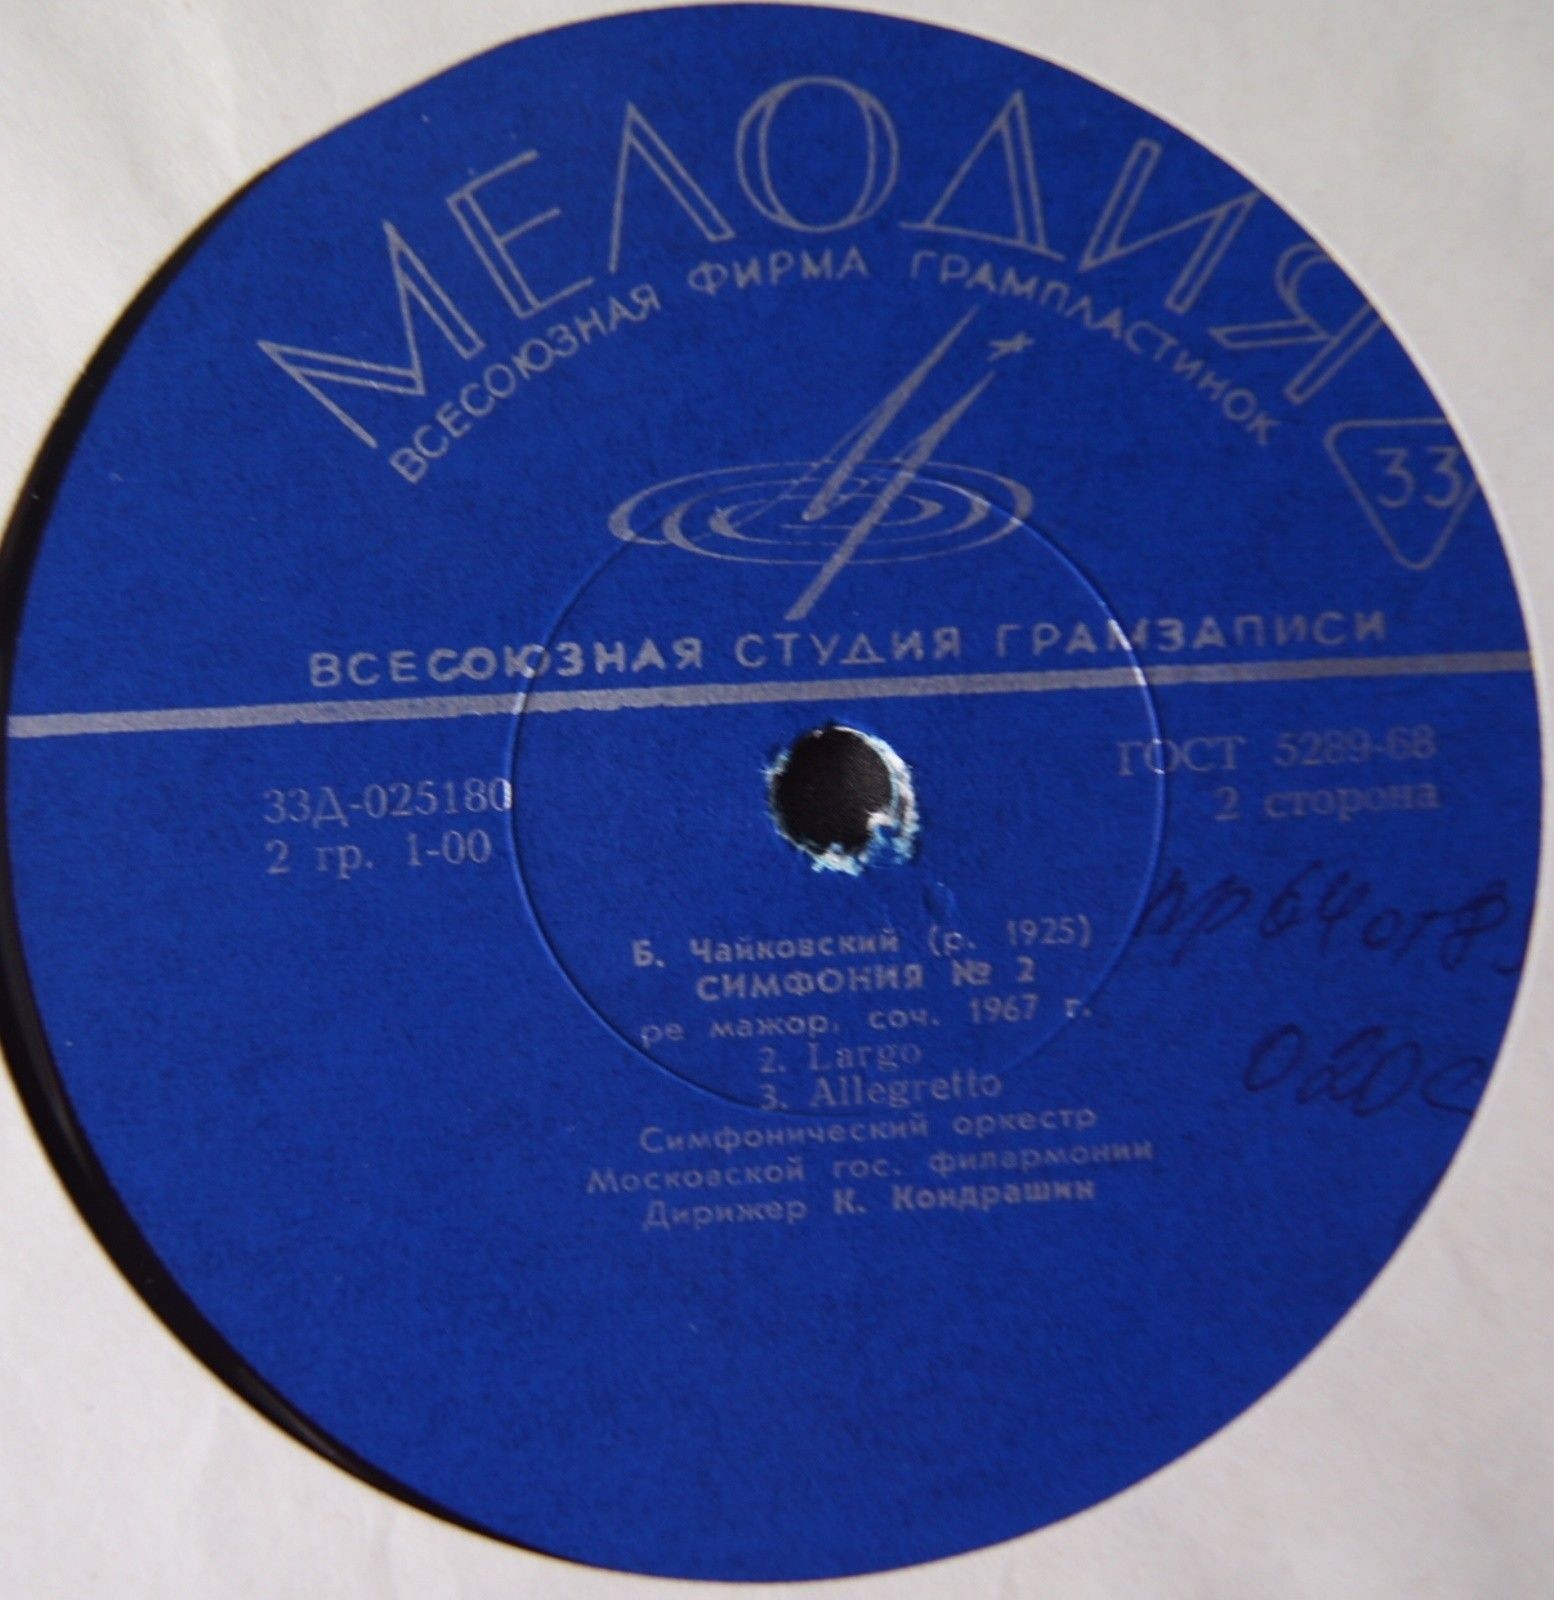 МЕЛОДИЯ
ВСЕСОЮЗНАЯ ФИРМА ГРАМПЛАСТИНОК
33
ВСЕСОЮЗНАЯ СТУДИЯ ГРАМЗАПИСИ
33Д-025180
2 гр. 1-00
ГОСТ 5289-68
2 сторона
Б. Чайковский (р. 1925)
СИМФОНИЯ № 2
ре мажор, соч. 1967 г.
2. Largo
3. Allegretto
Симфонический оркестр
Московской гос. филармонии
Дирижер К. Кондрашин